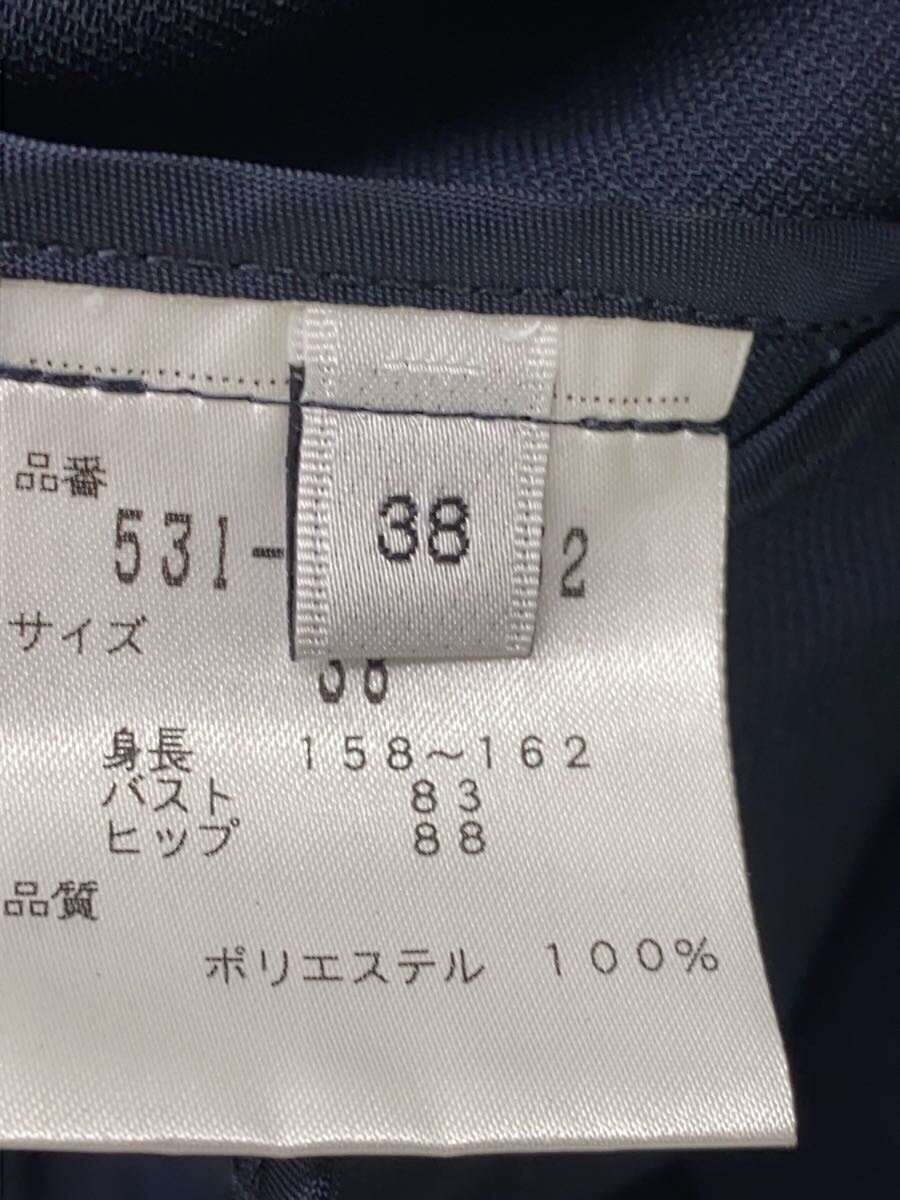 品番
531- 2
38
サイズ
38
身長 158～162
バスト 83
ヒップ 88
品質
ポリエステル 100%